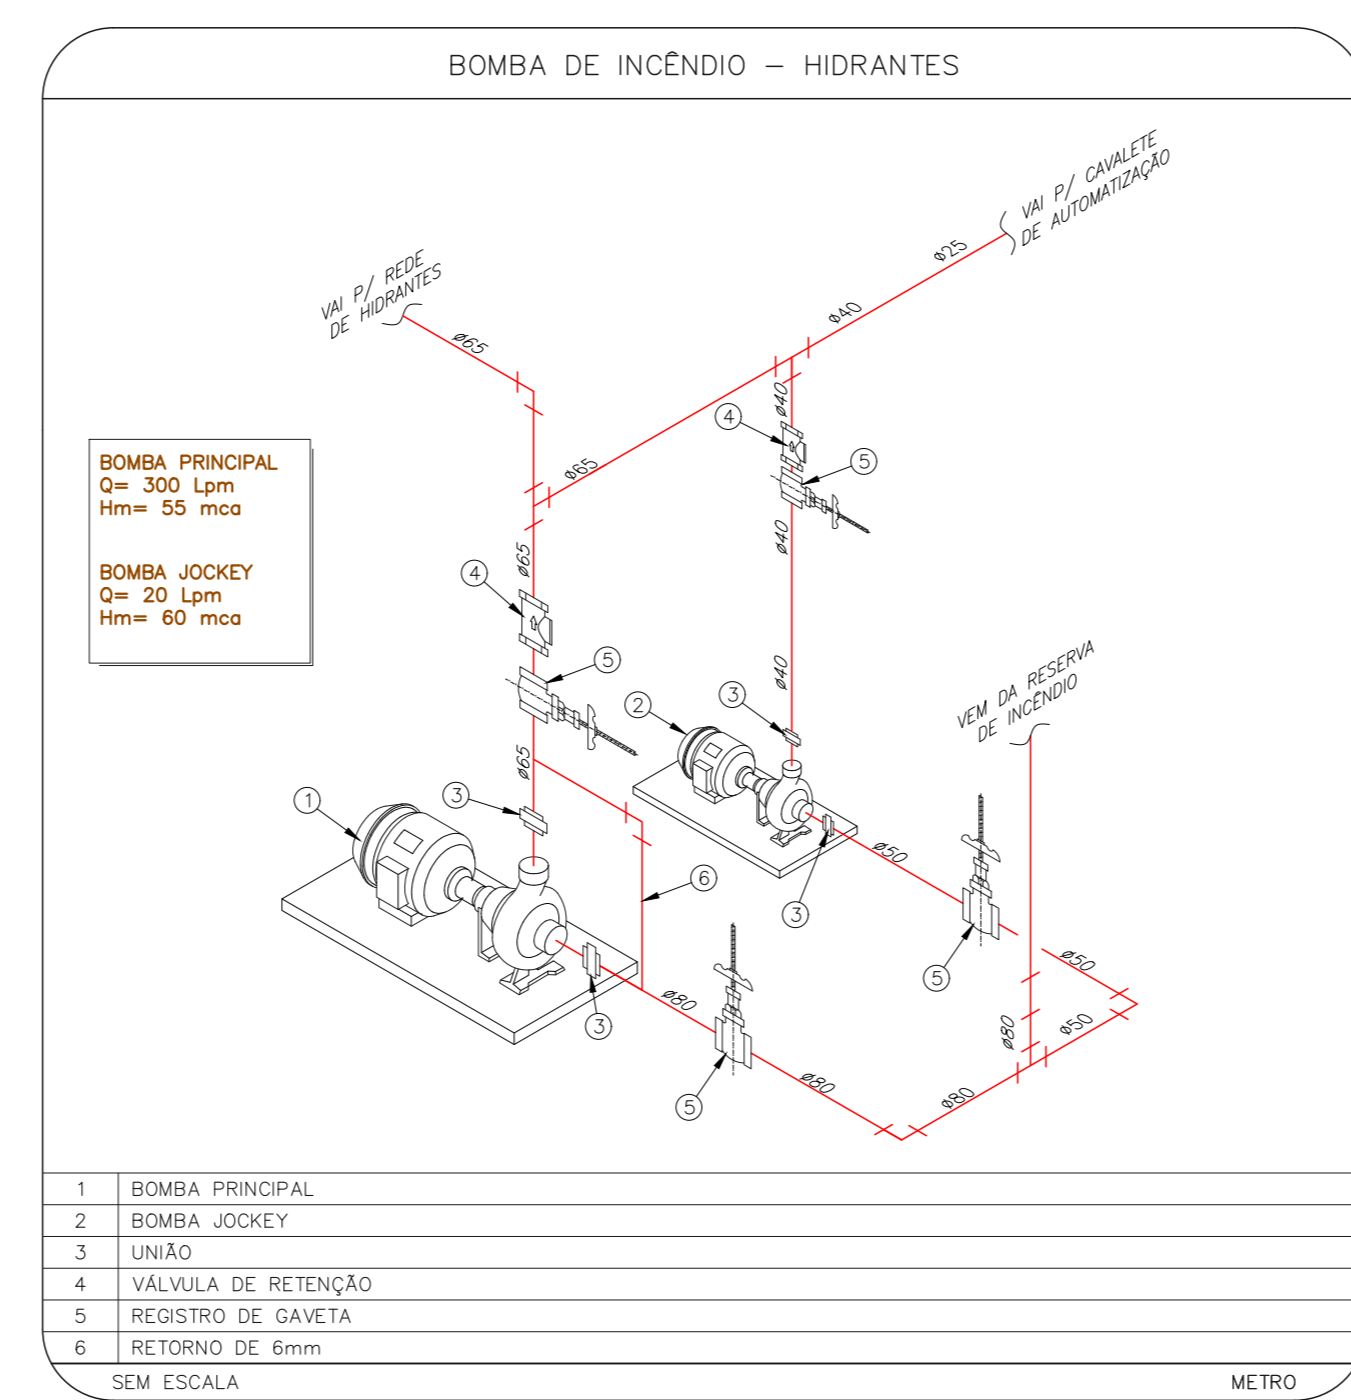 BOMBA DE INCÊNDIO – HIDRANTES
VAI P/ CAVALETE
DE AUTOMATIZAÇÃO
ø25
ø40
VAI P/ REDE
DE HIDRANTES
ø65
ø40
4
5
ø65
BOMBA PRINCIPAL
Q= 300 Lpm
Hm= 55 mca
BOMBA JOCKEY
Q= 20 Lpm
Hm= 60 mca
ø65
ø40
4
5
ø40
VEM DA RESERVA
DE INCÊNDIO
3
2
ø65
1
3
ø50
6
3
5
ø50
ø80
3
ø80
ø50
5
ø80
ø80
1 BOMBA PRINCIPAL
2 BOMBA JOCKEY
3 UNIÃO
4 VÁLVULA DE RETENÇÃO
5 REGISTRO DE GAVETA
6 RETORNO DE 6mm
SEM ESCALA METRO